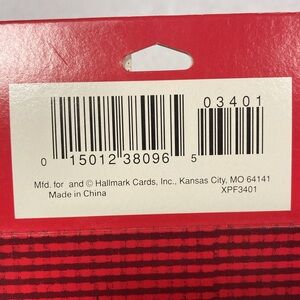 03401
0 15012 38096 5
Mfd. for and © Hallmark Cards, Inc., Kansas City, MO 64141
Made in China XPF3401